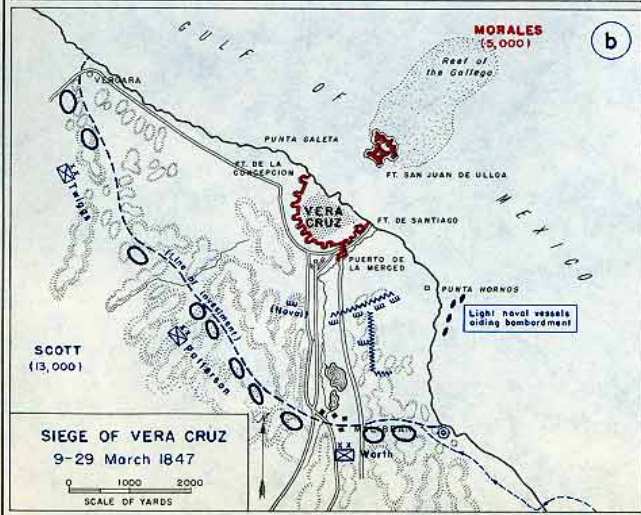 GULF OF MEXICO
MORALES
(5,000)
b
Reef of
the Gallega
VERGARA
PUNTA GALETA
FT. DE LA
CONCEPCION
FT. SAN JUAN DE ULLOA
VERA
CRUZ
FT. DE SANTIAGO
PUERTO DE
LA MERCED
PUNTA HORNOS
Light naval vessels
aiding bombardment
(Naval)
Twiggs
(Line of investment)
Patterson
SCOTT
(13,000)
XX
Worth
SIEGE OF VERA CRUZ
9-29 March 1847
0 1000 2000
SCALE OF YARDS